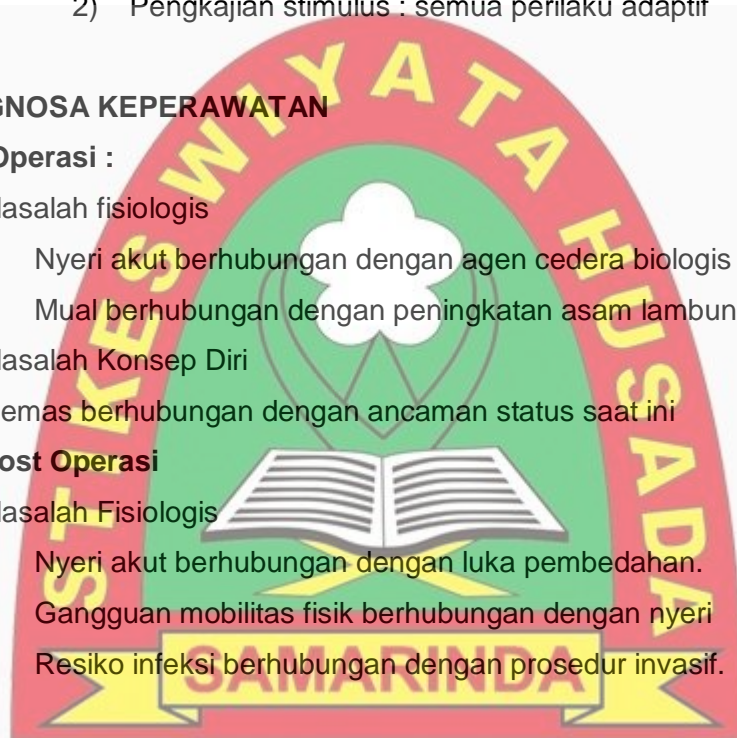 2) Pengkajian stimulus : semua perilaku adaptif
GNOSA KEPERAWATAN
Operasi :
asalah fisiologis
Nyeri akut berhubungan dengan agen cedera biologis
Mual berhubungan dengan peningkatan asam lambun
asalah Konsep Diri
emas berhubungan dengan ancaman status saat ini
ost Operasi
asalah Fisiologis
Nyeri akut berhubungan dengan luka pembedahan.
Gangguan mobilitas fisik berhubungan dengan nyeri
Resiko infeksi berhubungan dengan prosedur invasif.
STIKES WIYATA HUSADA
SAMARINDA